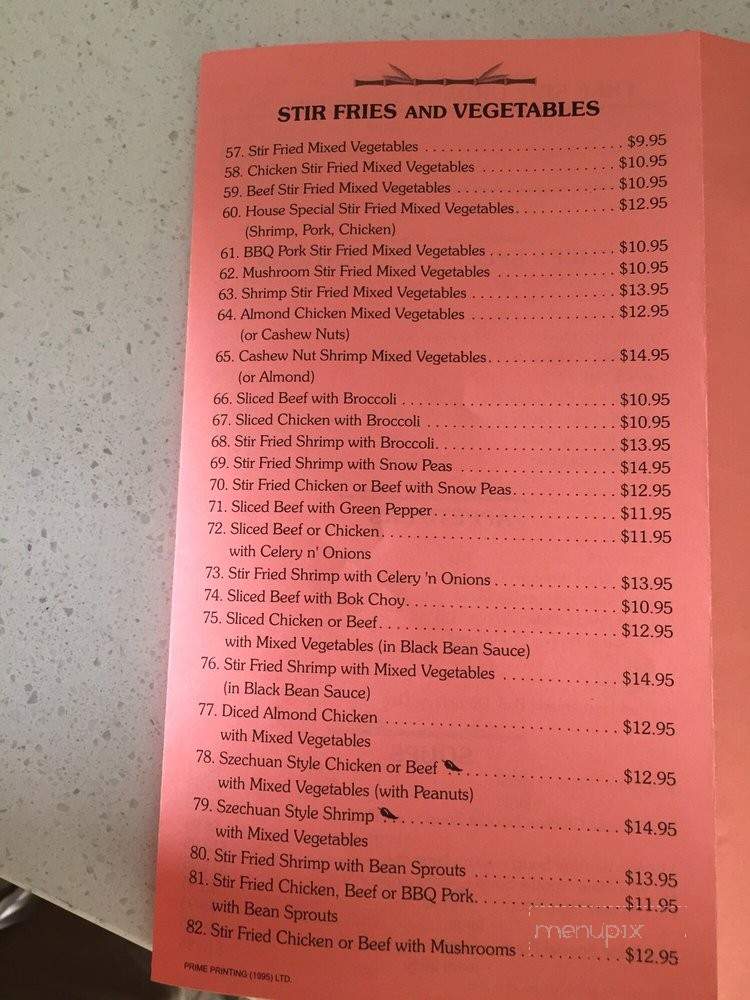 STIR FRIES AND VEGETABLES
57. Stir Fried Mixed Vegetables . . . . . . . . . . . . . . . . . . . . . . . . $9.95
58. Chicken Stir Fried Mixed Vegetables . . . . . . . . . . . . . . . . $10.95
59. Beef Stir Fried Mixed Vegetables . . . . . . . . . . . . . . . . . . . $10.95
60. House Special Stir Fried Mixed Vegetables. . . . . . . . . . . . $12.95
(Shrimp, Pork, Chicken)
61. BBQ Pork Stir Fried Mixed Vegetables . . . . . . . . . . . . . . . $10.95
62. Mushroom Stir Fried Mixed Vegetables . . . . . . . . . . . . . . $10.95
63. Shrimp Stir Fried Mixed Vegetables . . . . . . . . . . . . . . . . . $13.95
64. Almond Chicken Mixed Vegetables . . . . . . . . . . . . . . . . . $12.95
(or Cashew Nuts)
65. Cashew Nut Shrimp Mixed Vegetables. . . . . . . . . . . . . . . $14.95
(or Almond)
66. Sliced Beef with Broccoli . . . . . . . . . . . . . . . . . . . . . . . . . $10.95
67. Sliced Chicken with Broccoli . . . . . . . . . . . . . . . . . . . . . . $10.95
68. Stir Fried Shrimp with Broccoli. . . . . . . . . . . . . . . . . . . . . $13.95
69. Stir Fried Shrimp with Snow Peas . . . . . . . . . . . . . . . . . . $14.95
70. Stir Fried Chicken or Beef with Snow Peas. . . . . . . . . . . . $12.95
71. Sliced Beef with Green Pepper. . . . . . . . . . . . . . . . . . . . . $11.95
72. Sliced Beef or Chicken. . . . . . . . . . . . . . . . . . . . . . . . . . . $11.95
with Celery n' Onions
73. Stir Fried Shrimp with Celery 'n Onions . . . . . . . . . . . . . . $13.95
74. Sliced Beef with Bok Choy. . . . . . . . . . . . . . . . . . . . . . . . $10.95
75. Sliced Chicken or Beef. . . . . . . . . . . . . . . . . . . . . . . . . . . $12.95
with Mixed Vegetables (in Black Bean Sauce)
76. Stir Fried Shrimp with Mixed Vegetables . . . . . . . . . . . . . $14.95
(in Black Bean Sauce)
77. Diced Almond Chicken . . . . . . . . . . . . . . . . . . . . . . . . . . $12.95
with Mixed Vegetables
78. Szechuan Style Chicken or Beef . . . . . . . . . . . . . . . . . . . $12.95
with Mixed Vegetables (with Peanuts)
79. Szechuan Style Shrimp . . . . . . . . . . . . . . . . . . . . . . . . . . $14.95
with Mixed Vegetables
80. Stir Fried Shrimp with Bean Sprouts . . . . . . . . . . . . . . . . $13.95
81. Stir Fried Chicken, Beef or BBQ Pork. . . . . . . . . . . . . . . . $11.95
with Bean Sprouts
82. Stir Fried Chicken or Beef with Mushrooms . . . . . . . . . . . $12.95
PRIME PRINTING (1995) LTD.
menupix